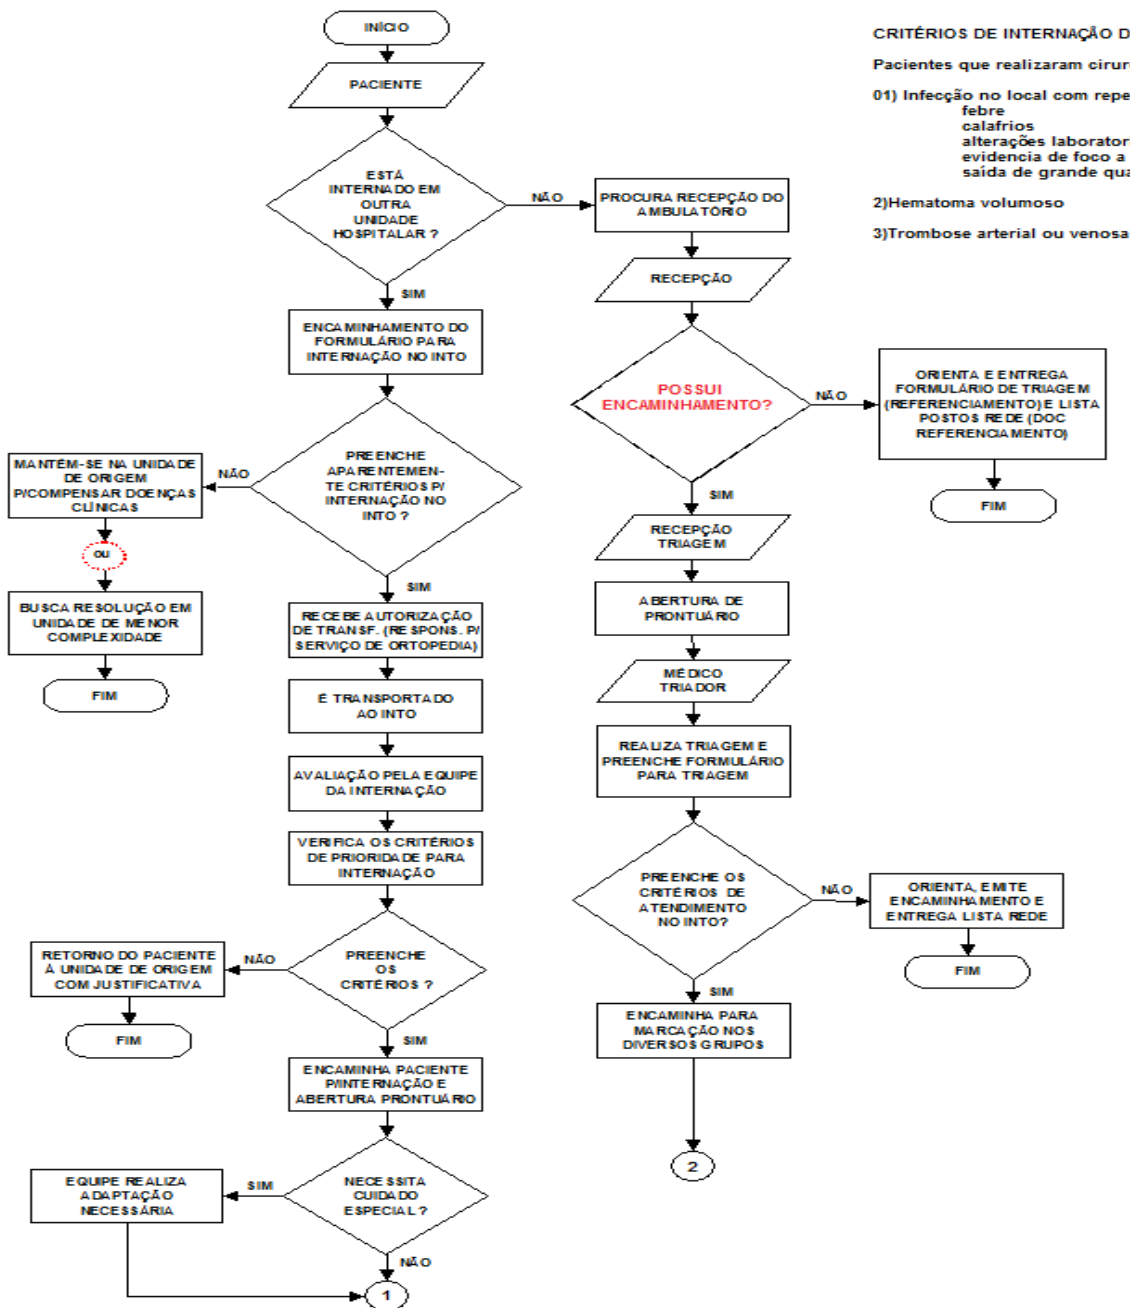 INÍCIO
PACIENTE
ESTÁ
INTERNADO EM
OUTRA
UNIDADE
HOSPITALAR ?
NÃO
SIM
PROCURA RECEPÇÃO DO
AMBULATÓRIO
RECEPÇÃO
CRITÉRIOS DE INTERNAÇÃO D
Pacientes que realizaram cirur
01) Infecção no local com repe
febre
calafrios
alterações laborator
evidencia de foco a
saída de grande qua
2)Hematoma volumoso
3)Trombose arterial ou venosa
ENCAMINHAMENTO DO
FORMULÁRIO PARA
INTERNAÇÃO NO INTO
POSSUI
ENCAMINHAMENTO?
NÃO
SIM
ORIENTA E ENTREGA
FORMULÁRIO DE TRIAGEM
(REFERENCIAMENTO) E LISTA
POSTOS REDE (DOC
REFERENCIAMENTO)
FIM
PREENCHE
APARENTEMEN-
TE CRITÉRIOS P/
INTERNAÇÃO NO
INTO ?
NÃO
SIM
MANTÉM-SE NA UNIDADE
DE ORIGEM
P/COMPENSAR DOENÇAS
CLÍNICAS
OU
BUSCA RESOLUÇÃO EM
UNIDADE DE MENOR
COMPLEXIDADE
FIM
RECEBE AUTORIZAÇÃO
DE TRANSF. (RESPONS. P/
SERVIÇO DE ORTOPEDIA)
É TRANSPORTADO
AO INTO
AVALIAÇÃO PELA EQUIPE
DA INTERNAÇÃO
VERIFICA OS CRITÉRIOS
DE PRIORIDADE PARA
INTERNAÇÃO
PREENCHE
OS
CRITÉRIOS ?
NÃO
SIM
RETORNO DO PACIENTE
À UNIDADE DE ORIGEM
COM JUSTIFICATIVA
FIM
ENCAMINHA PACIENTE
P/INTERNAÇÃO E
ABERTURA PRONTUÁRIO
NECESSITA
CUIDADO
ESPECIAL ?
SIM
NÃO
EQUIPE REALIZA
ADAPTAÇÃO
NECESSÁRIA
1
RECEPÇÃO
TRIAGEM
ABERTURA DE
PRONTUÁRIO
MÉDICO
TRIADOR
REALIZA TRIAGEM E
PREENCHE FORMULÁRIO
PARA TRIAGEM
PREENCHE OS
CRITÉRIOS DE
ATENDIMENTO
NO INTO?
NÃO
SIM
ORIENTA, EMITE
ENCAMINHAMENTO E
ENTREGA LISTA REDE
FIM
ENCAMINHA PARA
MARCAÇÃO NOS
DIVERSOS GRUPOS
2